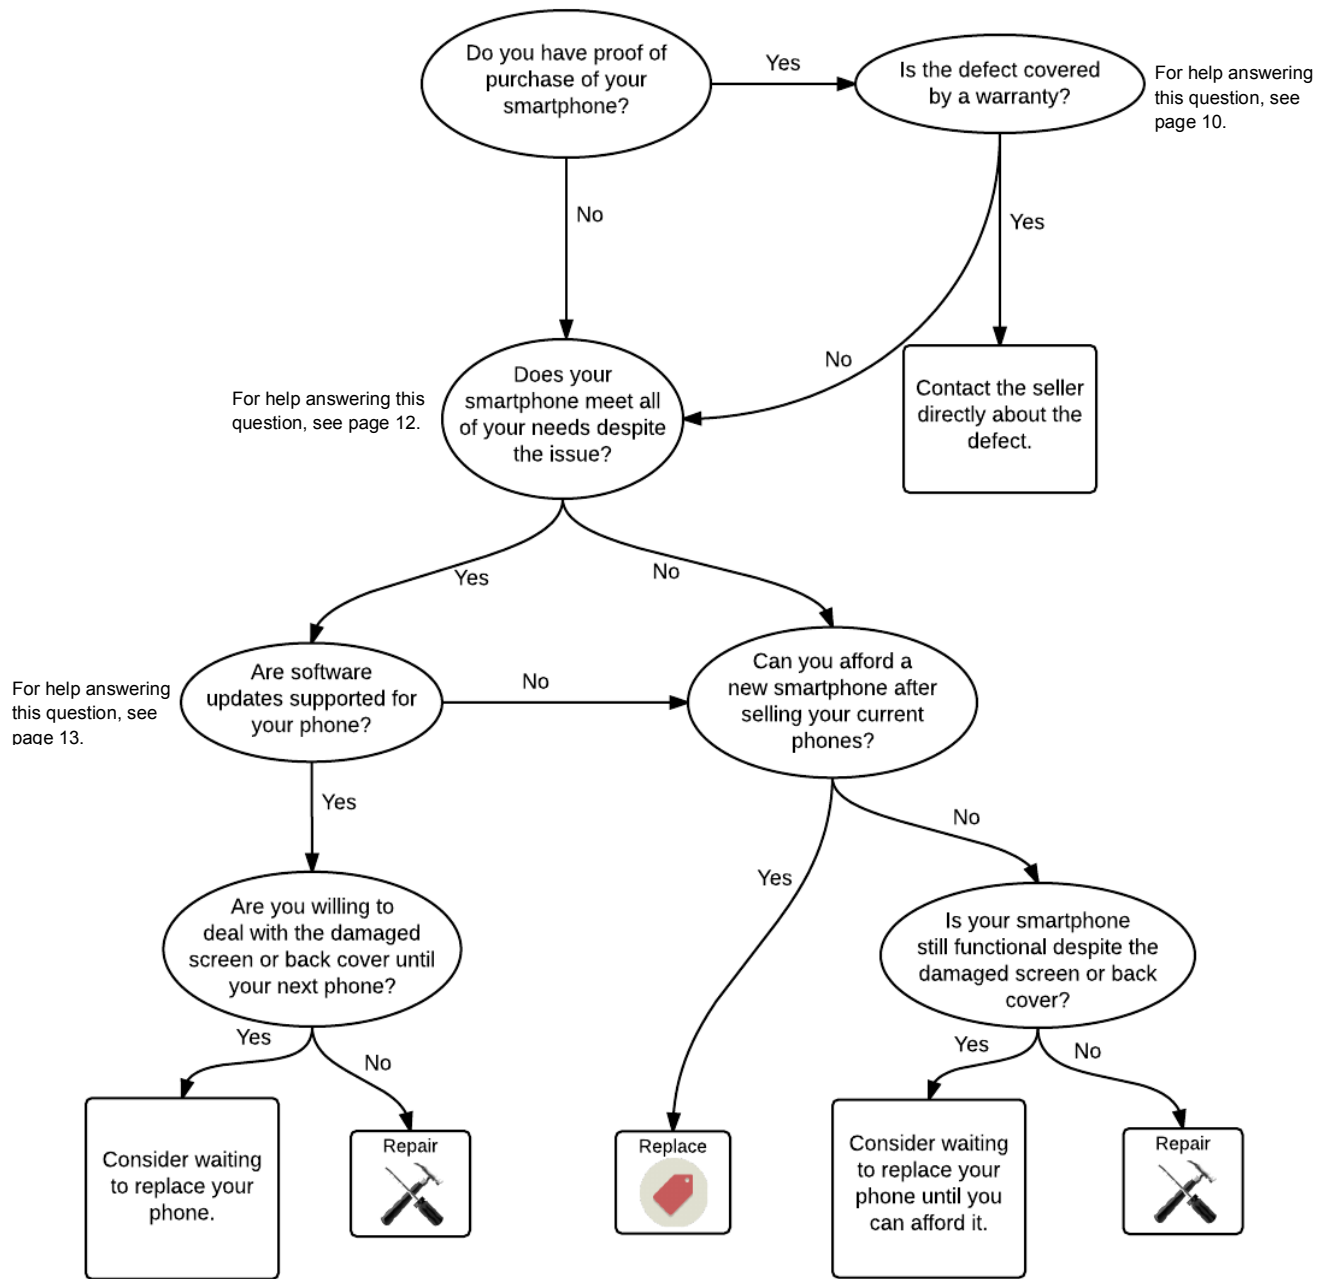 Do you have proof of
purchase of your
smartphone?
Yes
Is the defect covered
by a warranty?
For help answering
this question, see
page 10.
No
Yes
No
Contact the seller
directly about the
defect.
For help answering this
question, see page 12.
Does your
smartphone meet all
of your needs despite
the issue?
Yes
No
For help answering
this question, see
page 13.
Are software
updates supported for
your phone?
No
Can you afford a
new smartphone after
selling your current
phones?
Yes
No
Yes
Are you willing to
deal with the damaged
screen or back cover until
your next phone?
Is your smartphone
still functional despite the
damaged screen or back
cover?
Yes
No
Yes
No
Consider waiting
to replace your
phone.
Repair
Replace
Consider waiting
to replace your
phone until you
can afford it.
Repair